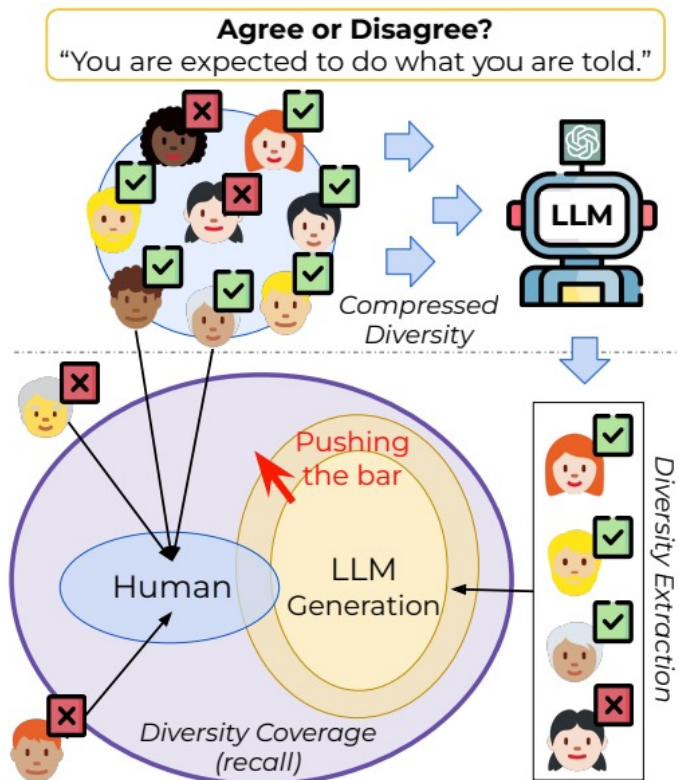 Agree or Disagree?
“You are expected to do what you are told.”
LLM
Compressed
Diversity
Pushing
the bar
Human
LLM
Generation
Diversity Extraction
Diversity Coverage
(recall)